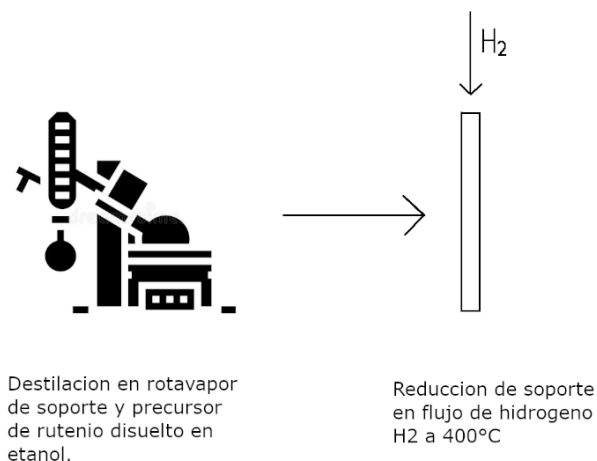 H2
Destilacion en rotavapor
de soporte y precursor
de rutenio disuelto en
etanol.
Reduccion de soporte
en flujo de hidrogeno
H2 a 400°C